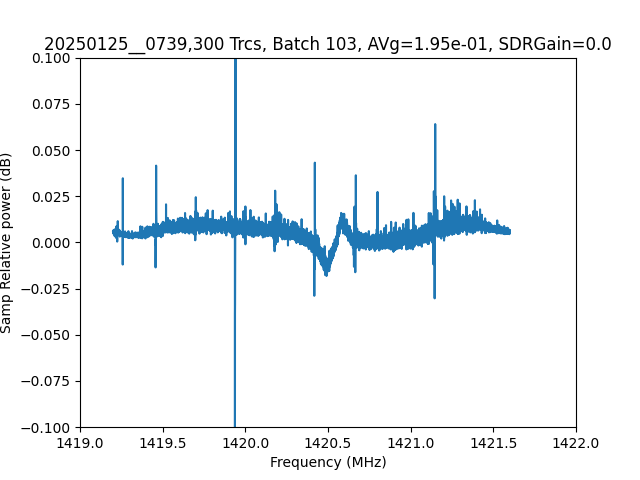 20250125__0739,300 Trcs, Batch 103, AVg=1.95e-01, SDRGain=0.0
0.100
0.075
0.050
0.025
0.000
−0.025
−0.050
−0.075
−0.100
Samp Relative power (dB)
1419.0 1419.5 1420.0 1420.5 1421.0 1421.5 1422.0
Frequency (MHz)